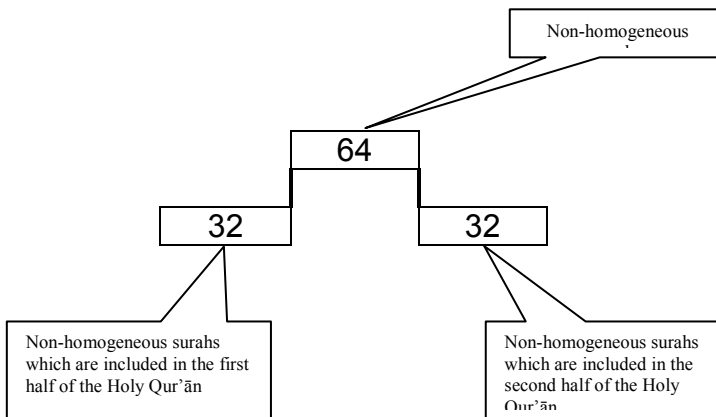 Non-homogeneous
64
32
32
Non-homogeneous surahs
which are included in the first
half of the Holy Qur’ān
Non-homogeneous surahs
which are included in the
second half of the Holy
Qur’ān